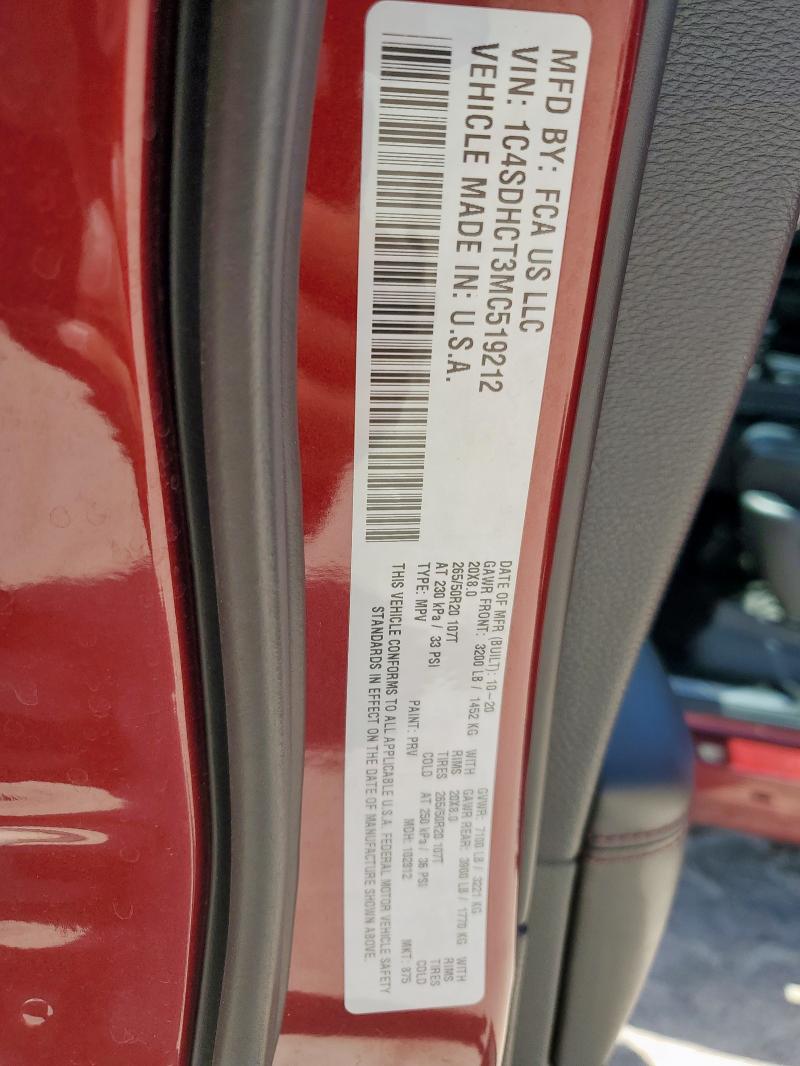 MFD BY: FCA US LLC
VIN: 1C4SDHCT3MC519212
VEHICLE MADE IN: U.S.A.
DATE OF MFR (BUILT): 10-20 GVWR: 7100 LB / 3221 KG
GAWR FRONT: 3200 LB / 1452 KG WITH GAWR REAR: 3900 LB / 1770 KG WITH
20X8.0 RIMS 20X8.0 RIMS
265/50R20 107T TIRES 265/50R20 107T TIRES
AT 230 kPa / 33 PSI COLD AT 250 kPa / 36 PSI COLD
TYPE: MPV PAINT: PRV MDH: 102912 MKT: 875
THIS VEHICLE CONFORMS TO ALL APPLICABLE U.S.A. FEDERAL MOTOR VEHICLE SAFETY
STANDARDS IN EFFECT ON THE DATE OF MANUFACTURE SHOWN ABOVE.